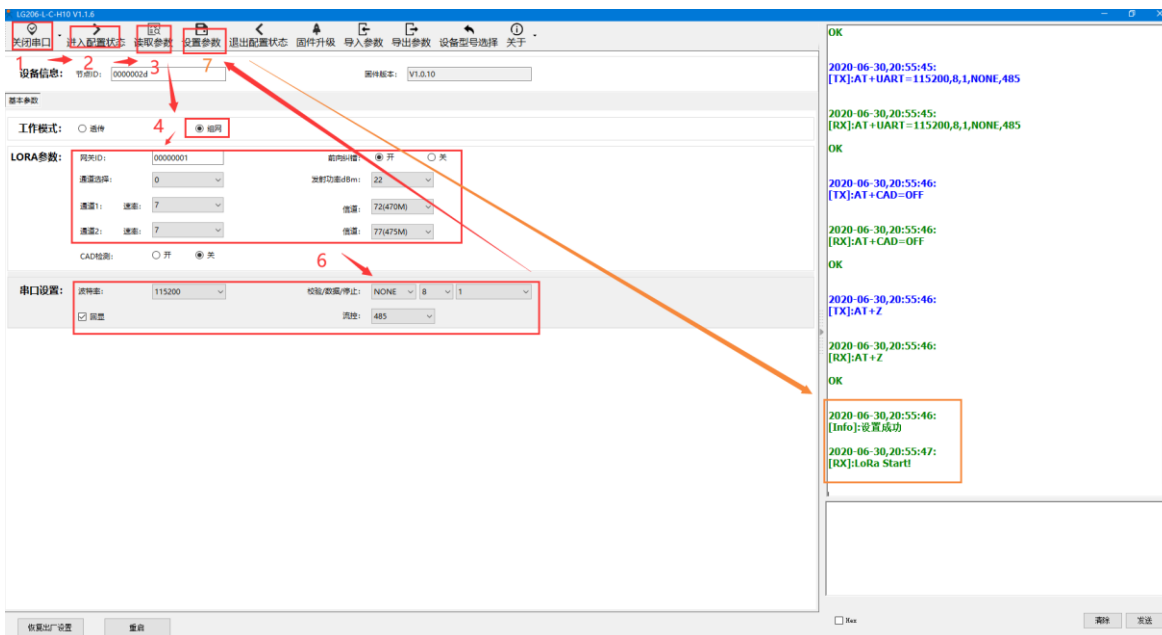 LG206-L-C-H10 V1.1.6
关闭串口 进入配置状态 读取参数 设置参数 退出配置状态 固件升级 导入参数 导出参数 设备型号选择 关于
1 2 3 7
设备信息: 节点ID: 0000002d 固件版本: V1.0.10
基本参数
工作模式: 透传 4 组网
LORA参数: 网关ID: 00000001 前向纠错: 开 关
通道选择: 0 发射功率dBm: 22
通道1: 速率: 7 信道: 72(470M)
通道2: 速率: 7 信道: 77(475M)
CAD检测: 开 关
6
串口设置: 波特率: 115200 校验/数据/停止: NONE 8 1
回显 流控: 485
恢复出厂设置 重启
OK
2020-06-30,20:55:45:
[TX]:AT+UART=115200,8,1,NONE,485
2020-06-30,20:55:45:
[RX]:AT+UART=115200,8,1,NONE,485
OK
2020-06-30,20:55:46:
[TX]:AT+CAD=OFF
2020-06-30,20:55:46:
[RX]:AT+CAD=OFF
OK
2020-06-30,20:55:46:
[TX]:AT+Z
2020-06-30,20:55:46:
[RX]:AT+Z
OK
2020-06-30,20:55:46:
[Info]:设置成功
2020-06-30,20:55:47:
[RX]:LoRa Start!
Hex 清除 发送